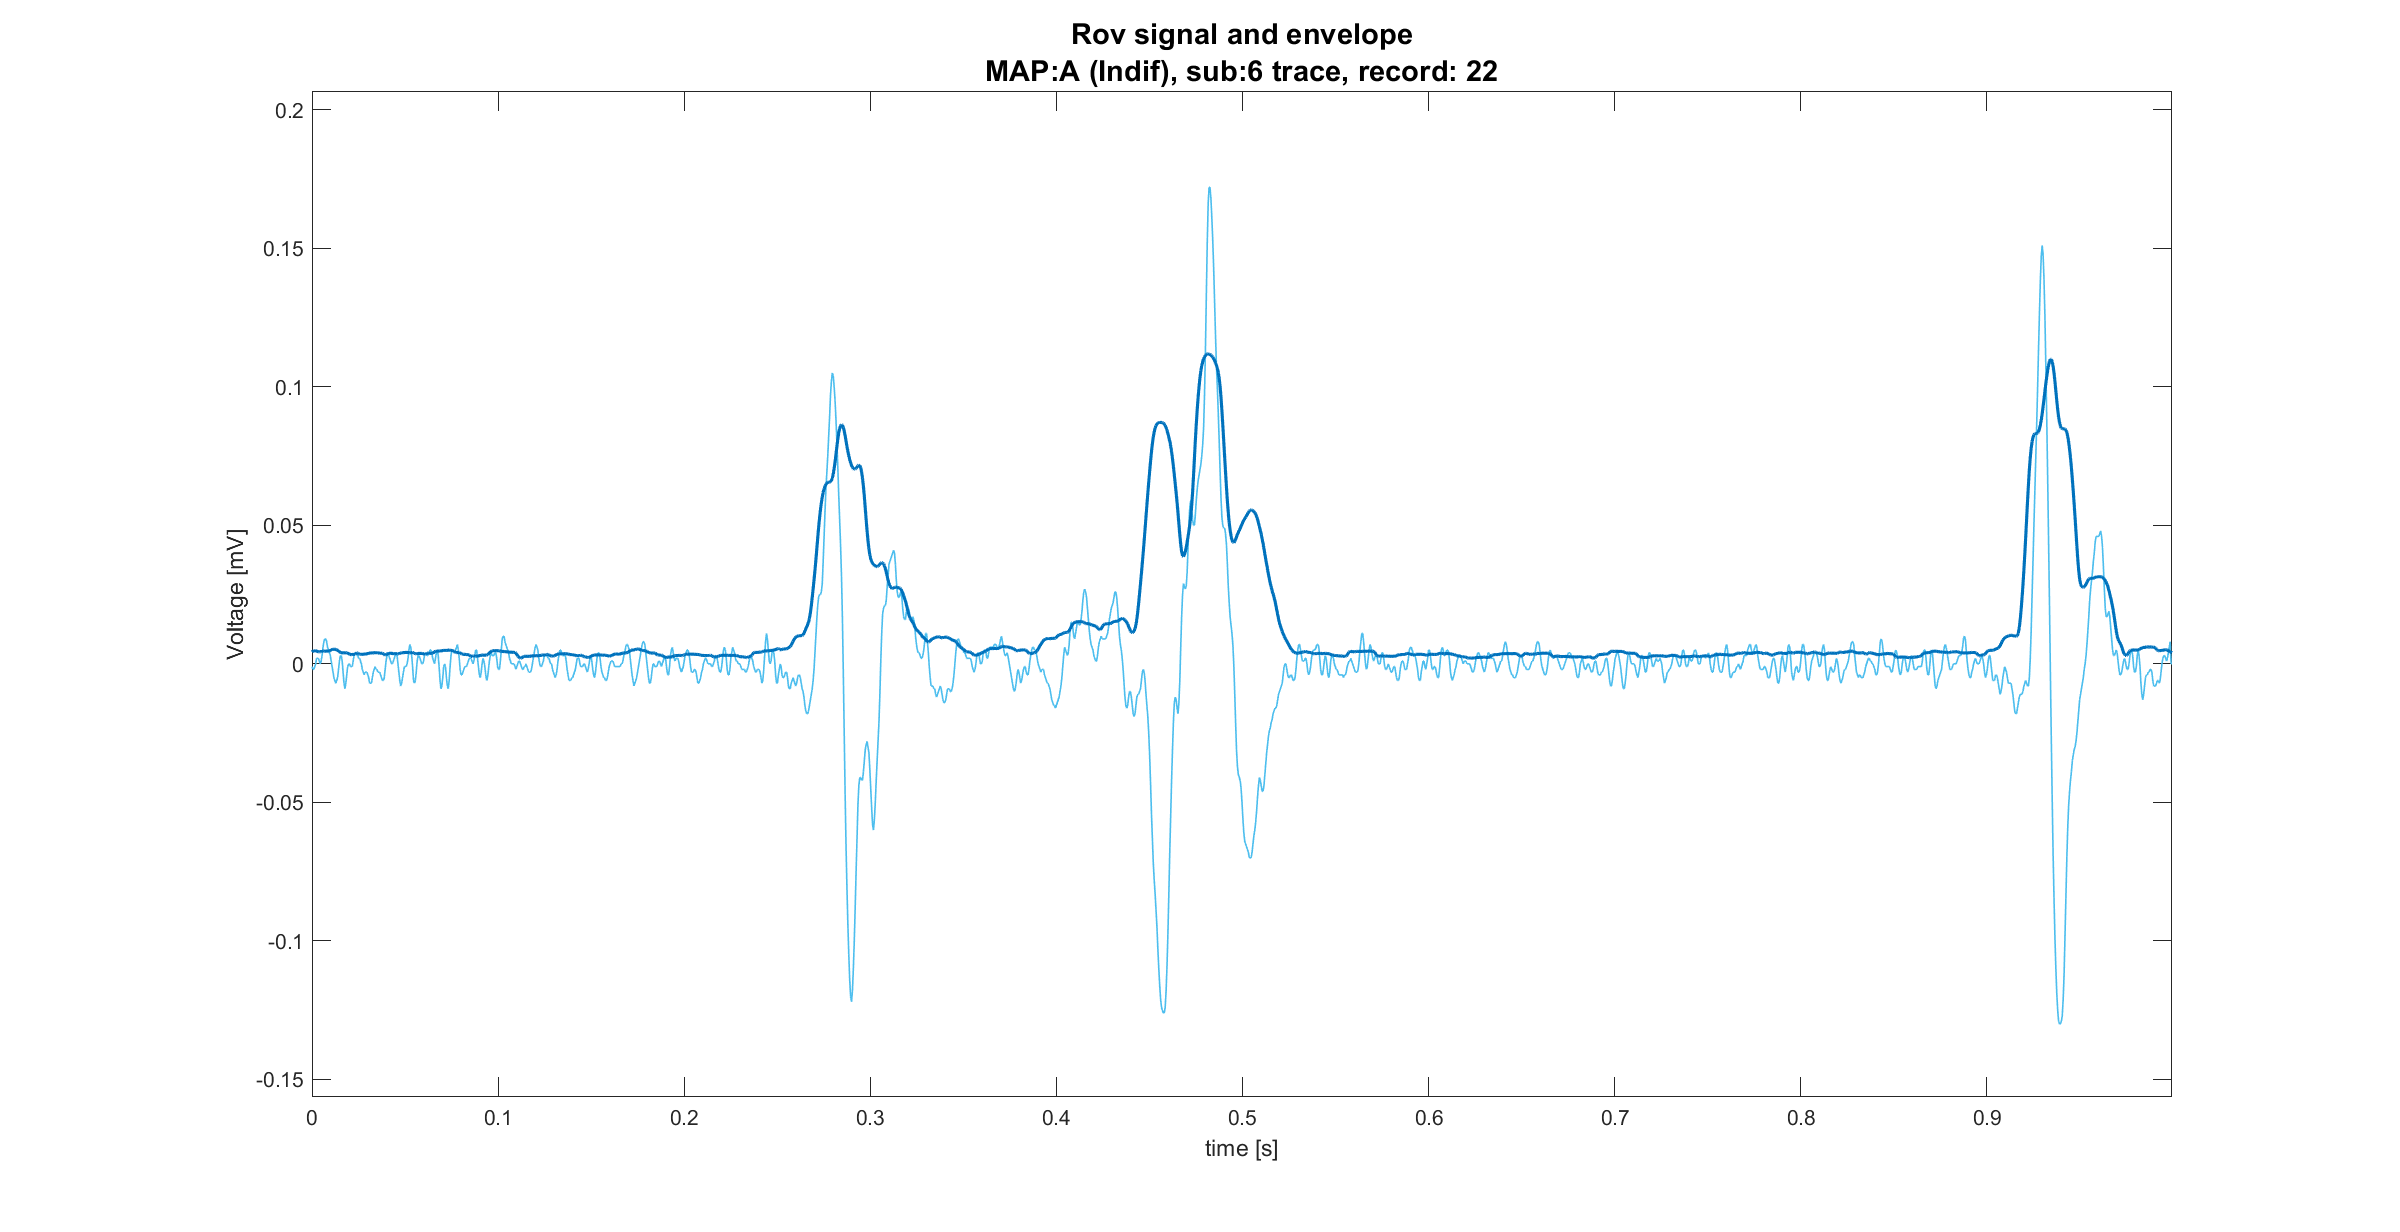 Rov signal and envelope
MAP:A (Indif), sub:6 trace, record: 22
0.2
0.15
0.1
0.05
0
-0.05
-0.1
-0.15
Voltage [mV]
0 0.1 0.2 0.3 0.4 0.5 0.6 0.7 0.8 0.9
time [s]